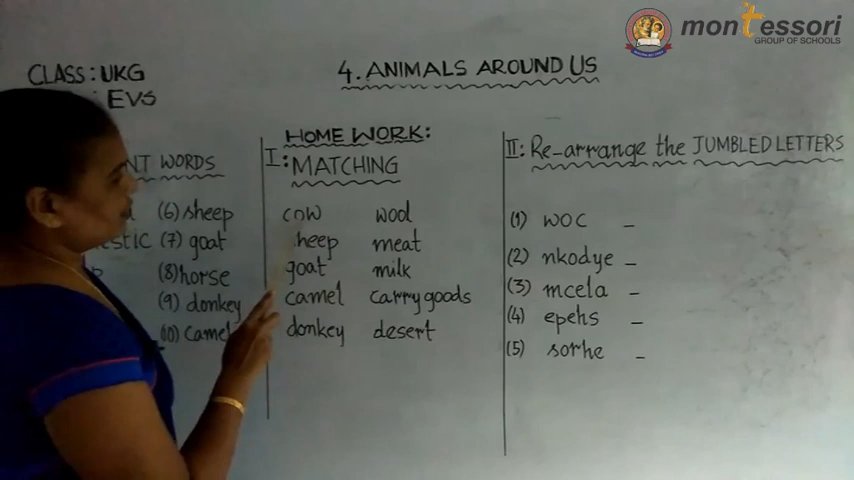 montessori
GROUP OF SCHOOLS
CLASS: UKG
: EVS
4. ANIMALS AROUND US
WORDS
(6) sheep
(7) goat
(8) horse
(9) donkey
(10) Camel
HOME WORK:
I: MATCHING
cow wool
heep meat
goat milk
camel carry goods
donkey desert
II: Re-arrange the JUMBLED LETTERS
(1) woc -
(2) nkodye -
(3) mcela -
(4) epehs -
(5) sorhe -